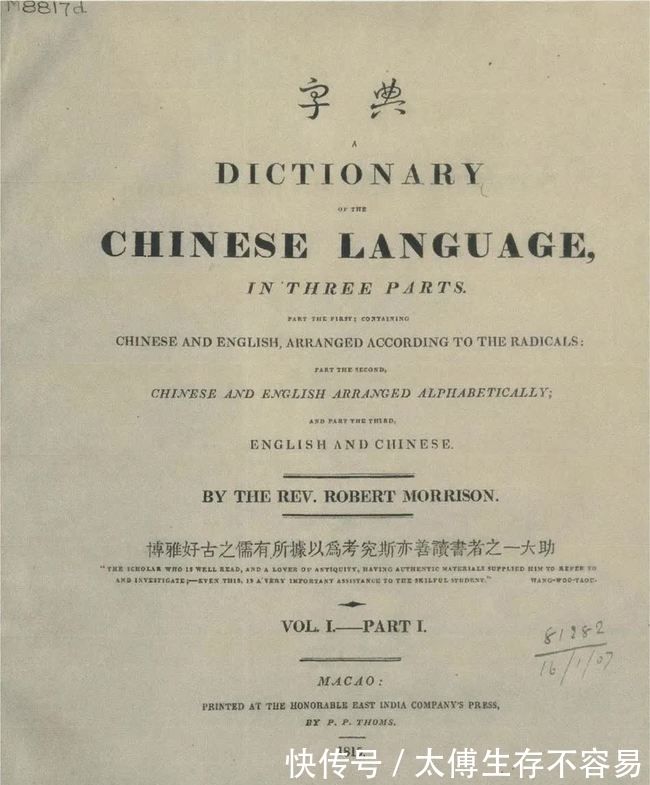 M8817d
字典
A
DICTIONARY
OF THE
CHINESE LANGUAGE,
IN THREE PARTS.
PART THE FIRST; CONTAINING
CHINESE AND ENGLISH, ARRANGED ACCORDING TO THE RADICALS:
PART THE SECOND,
CHINESE AND ENGLISH ARRANGED ALPHABETICALLY;
AND PART THE THIRD,
ENGLISH AND CHINESE.
BY THE REV. ROBERT MORRISON.
博雅好古之儒有所據以爲考究斯亦善讀書者之一大助
"THE SCHOLAR WHO IS WELL READ, AND A LOVER OF ANTIQUITY, HAVING AUTHENTIC MATERIALS SUPPLIED HIM TO REFER TO
AND INVESTIGATE;—EVEN THIS, IS A VERY IMPORTANT ASSISTANCE TO THE SKILFUL STUDENT." WANG-WOO-TAOU.
VOL. I.—PART I.
81282
16/1/07
MACAO:
PRINTED AT THE HONORABLE EAST INDIA COMPANY'S PRESS,
BY P. P. THOMS.
快传号 / 太傅生存不容易